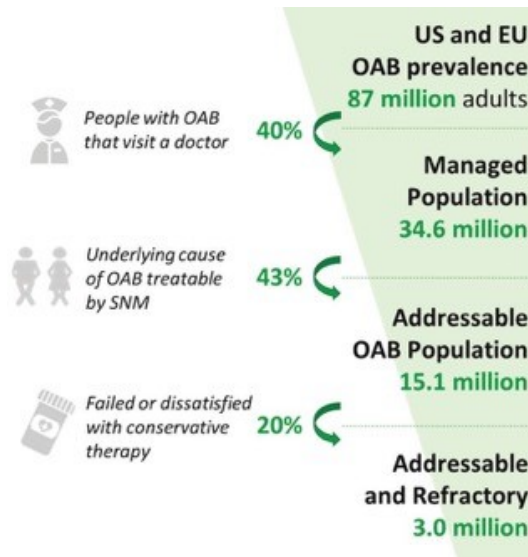 US and EU
OAB prevalence
87 million adults
People with OAB
that visit a doctor
40%
Managed
Population
34.6 million
Underlying cause
of OAB treatable
by SNM
43%
Addressable
OAB Population
15.1 million
Failed or dissatisfied
with conservative
therapy
20%
Addressable
and Refractory
3.0 million